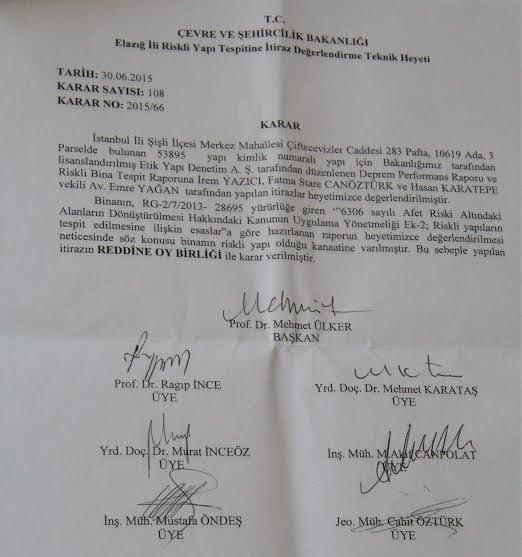 T.C.
ÇEVRE VE ŞEHİRCİLİK BAKANLIĞI
Elazığ İli Riskli Yapı Tespitine İtiraz Değerlendirme Teknik Heyeti
TARİH: 30.06.2015
KARAR SAYISI: 108
KARAR NO: 2015/66
KARAR
İstanbul İli Şişli İlçesi Merkez Mahallesi Çiftecevizler Caddesi 283 Pafta, 10619 Ada, 3
Parselde bulunan 53895 yapı kimlik numaralı yapı için Bakanlığımız tarafından
lisanslandırılmış Etik Yapı Denetim A. Ş. tarafından düzenlenen Deprem Performans Raporu ve
Riskli Bina Tespit Raporuna İrem YAZICI, Fatma Stare CANÖZTÜRK ve Hasan KARATEPE
vekili Av. Emre YAĞAN tarafından yapılan itirazlar heyetimizce değerlendirilmiştir.
Binanın, RG-2/7/2013- 28695 yürürlüğe giren ‘"6306 sayılı Afet Riski Altındaki
Alanların Dönüştürülmesi Hakkındaki Kanunun Uygulama Yönetmeliği Ek-2; Riskli yapıların
tespit edilmesine ilişkin esaslar"a göre hazırlanan raporun heyetimizce değerlendirilmesi
neticesinde söz konusu binanın riskli yapı olduğu kanaatine varılmıştır. Bu sebeple yapılan
itirazın REDDİNE OY BİRLİĞİ ile karar verilmiştir.
Prof. Dr. Mehmet ÜLKER
BAŞKAN
Prof. Dr. Ragıp İNCE
ÜYE
Yrd. Doç. Dr. Mehmet KARATAŞ
ÜYE
Yrd. Doç. Dr. Murat İNCEÖZ
ÜYE
İnş. Müh. M.Akif CANPOLAT
İnş. Müh. Mustafa ÖNDEŞ
ÜYE
Jeo. Müh. Cahit ÖZTÜRK
ÜYE